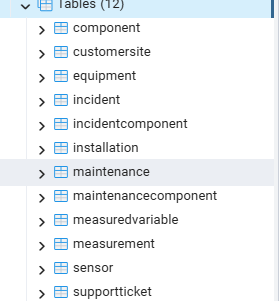 Tables (12)
component
customersite
equipment
incident
incidentcomponent
installation
maintenance
maintenancecomponent
measuredvariable
measurement
sensor
supportticket